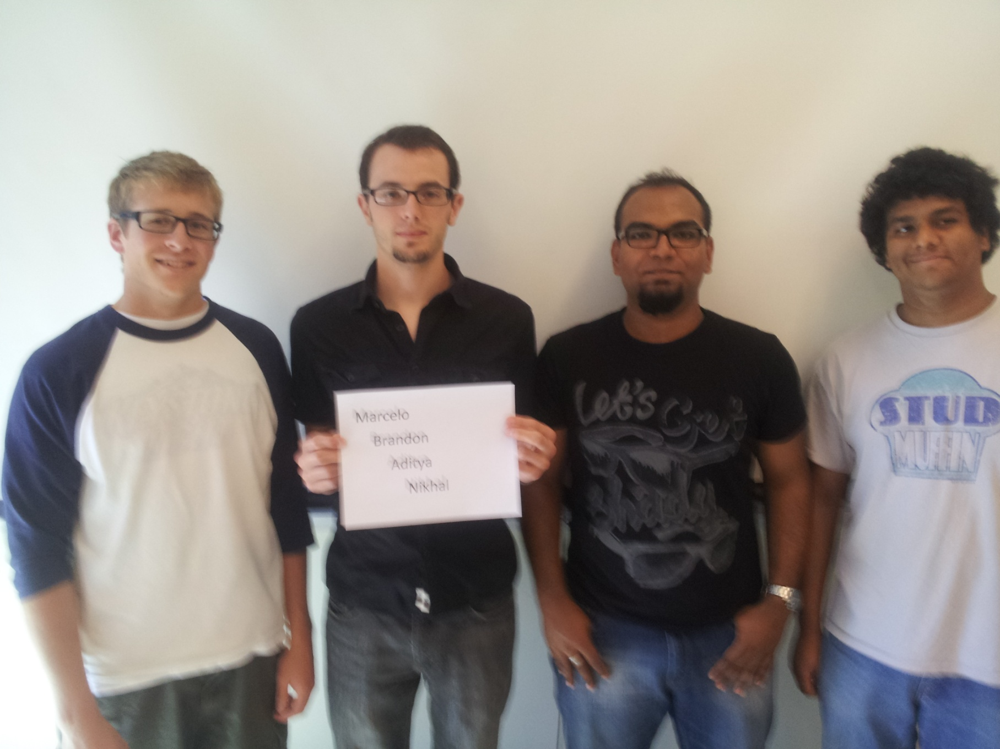 Marcelo
Brandon
Aditya
Nikhal
Let's Get
STUD
MUFFIN